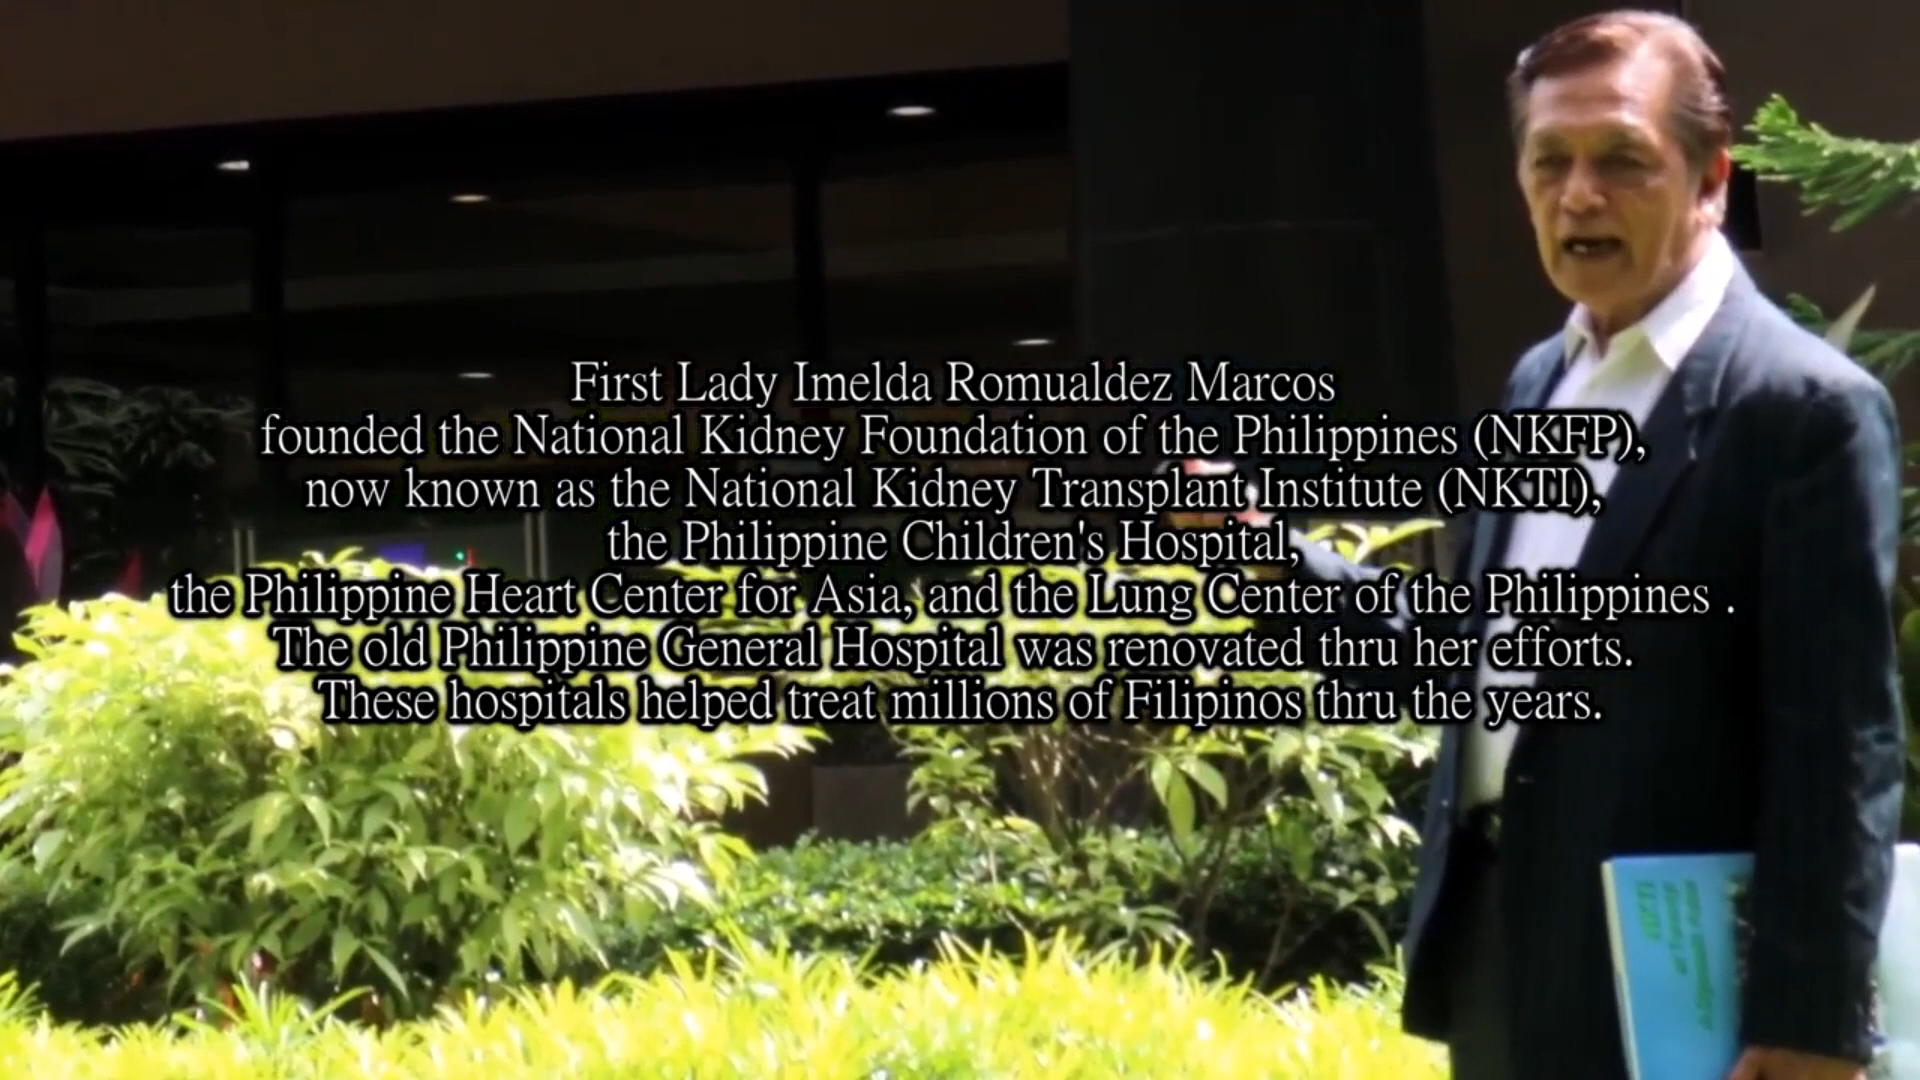 First Lady Imelda Romualdez Marcos
founded the National Kidney Foundation of the Philippines (NKFP),
now known as the National Kidney Transplant Institute (NKTI),
the Philippine Children's Hospital,
the Philippine Heart Center for Asia, and the Lung Center of the Philippines .
The old Philippine General Hospital was renovated thru her efforts.
These hospitals helped treat millions of Filipinos thru the years.